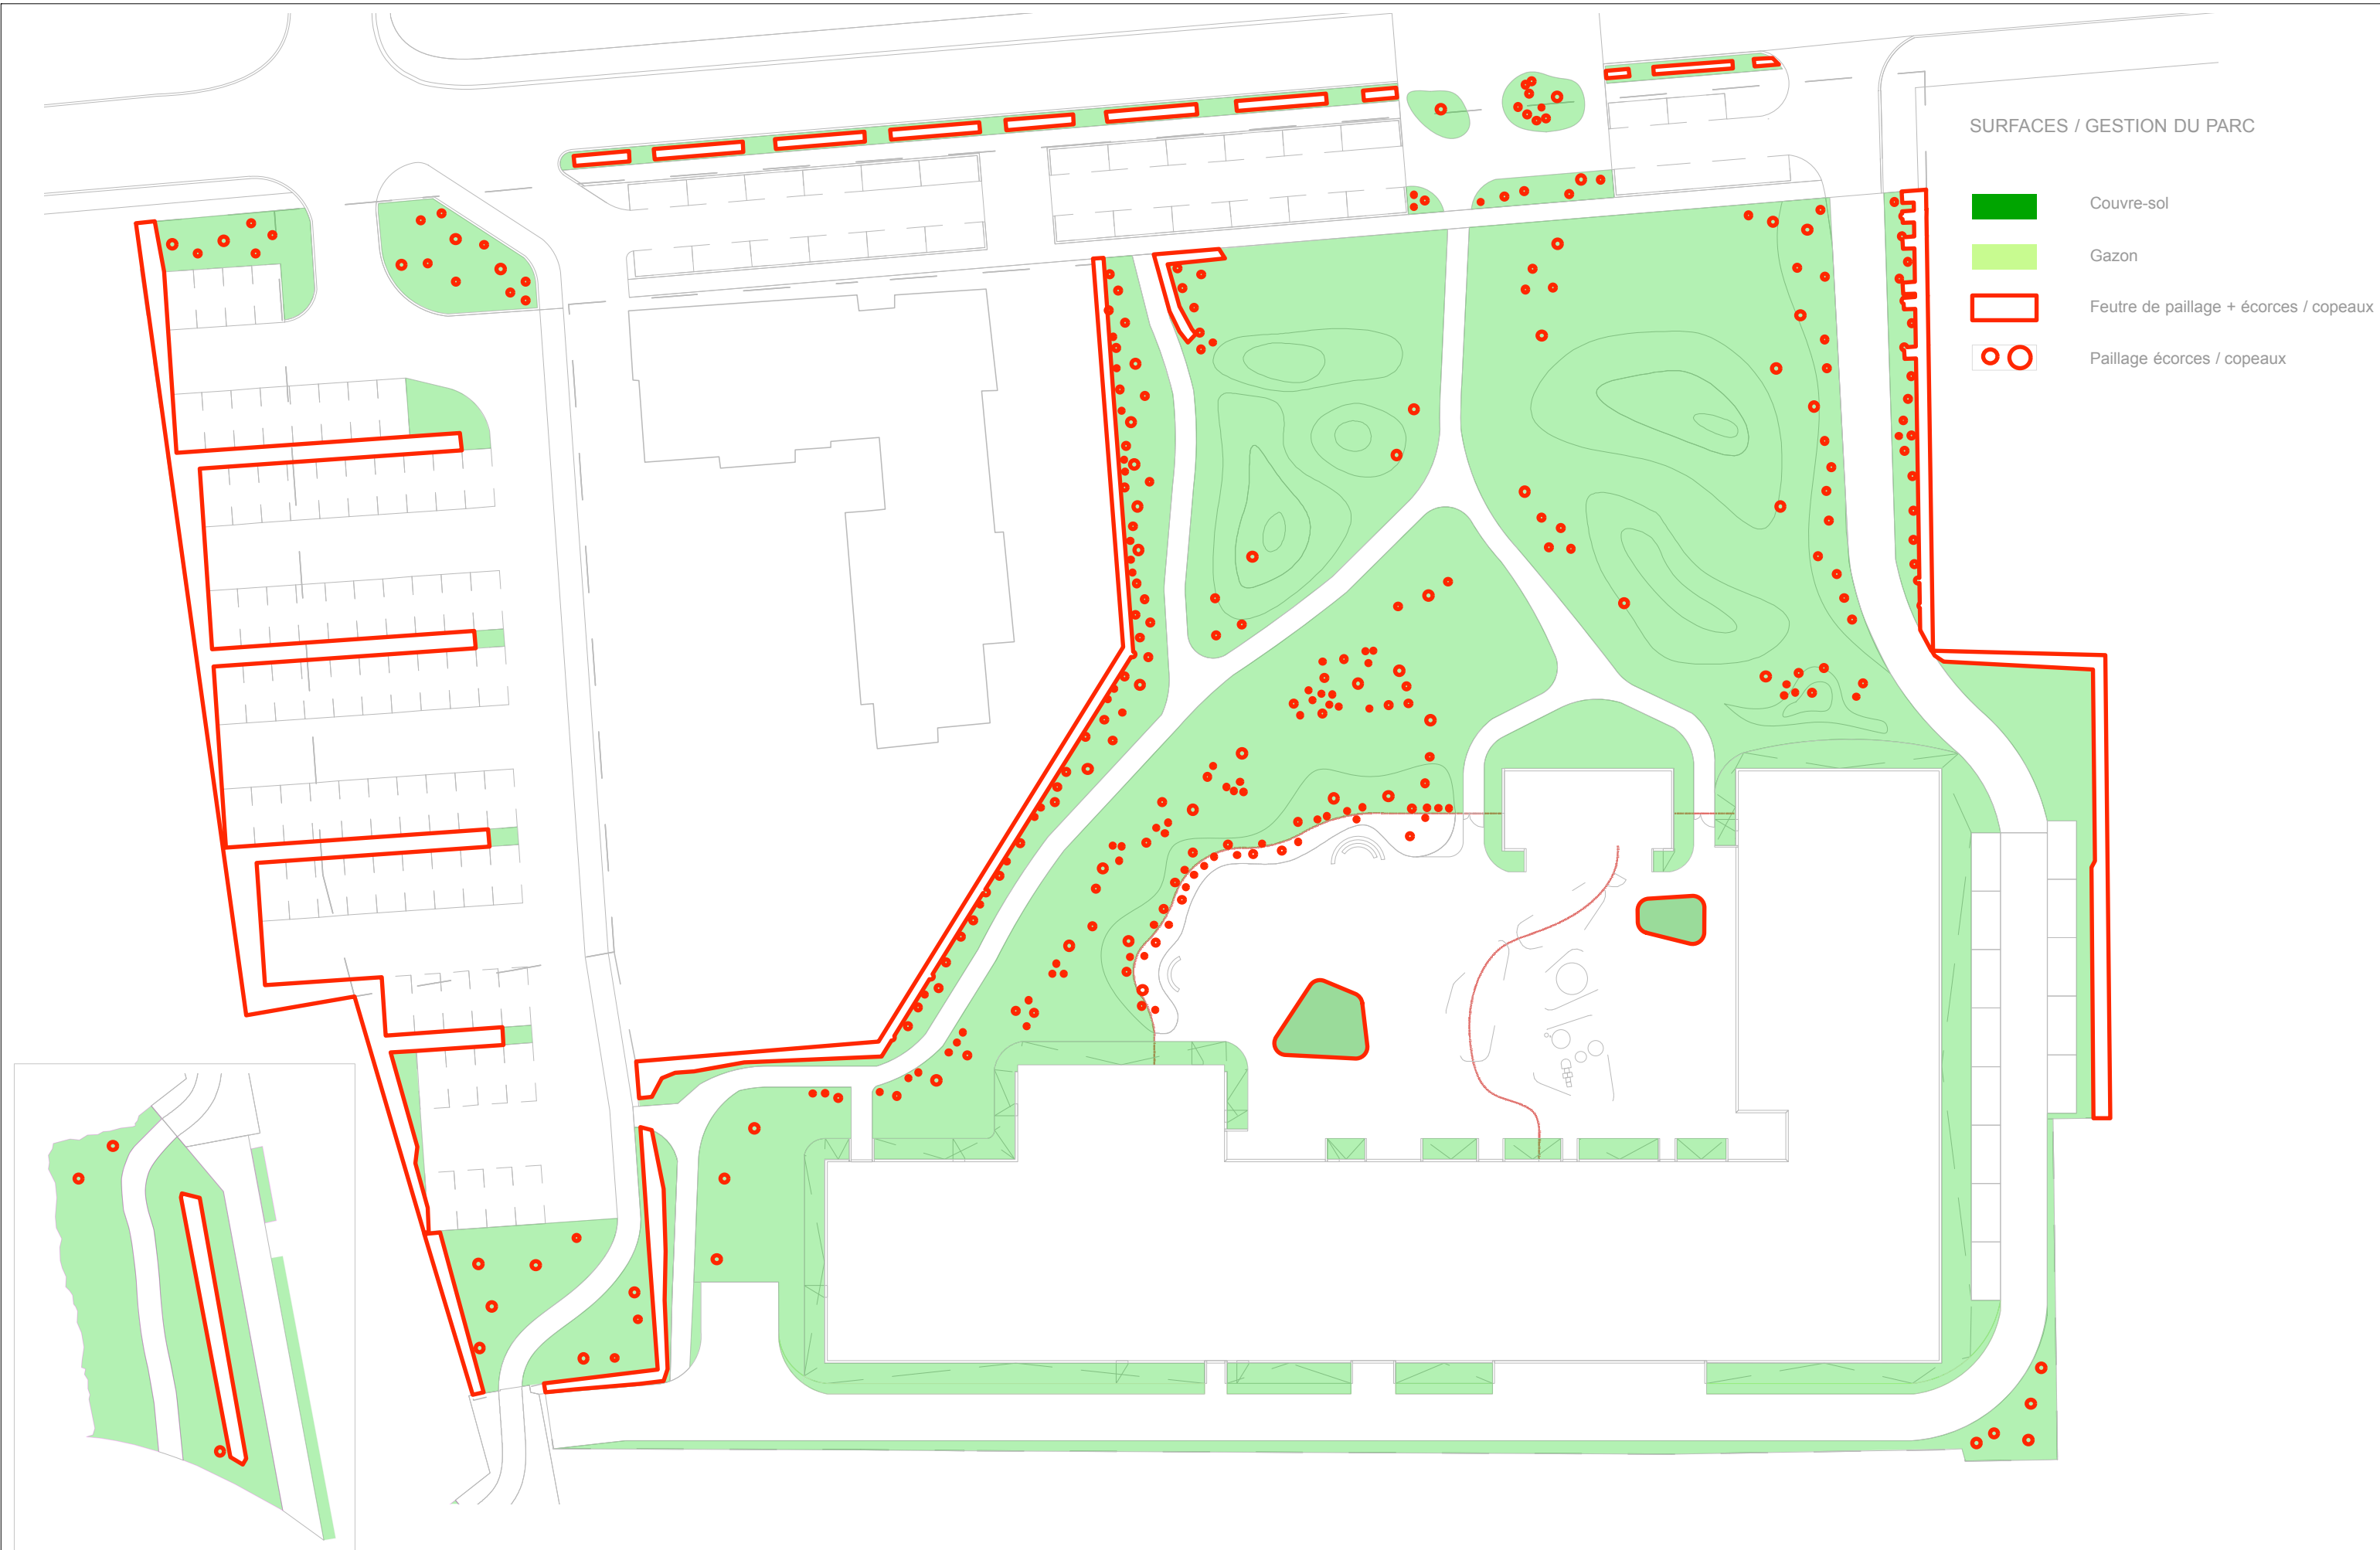 SURFACES / GESTION DU PARC
Couvre-sol
Gazon
Feutre de paillage + écorces / copeaux
Paillage écorces / copeaux